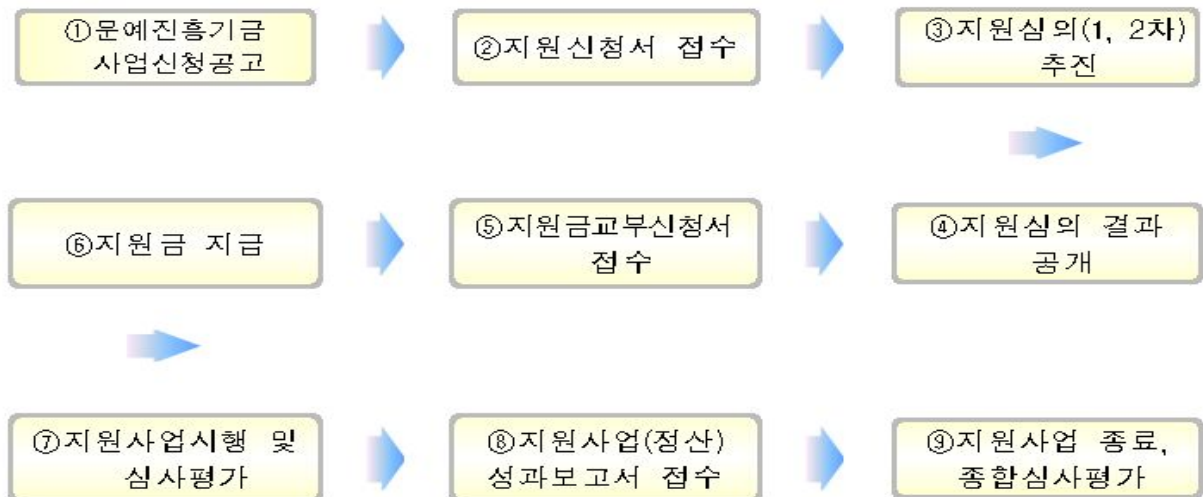 ①문예진흥기금
사업신청공고
②지원신청서 접수
③지원심의(1, 2차)
추진
⑥지원금 지급
⑤지원금교부신청서
접수
④지원심의 결과
공개
⑦지원사업시행 및
심사평가
⑧지원사업(정산)
성과보고서 접수
⑨지원사업 종료,
종합심사평가